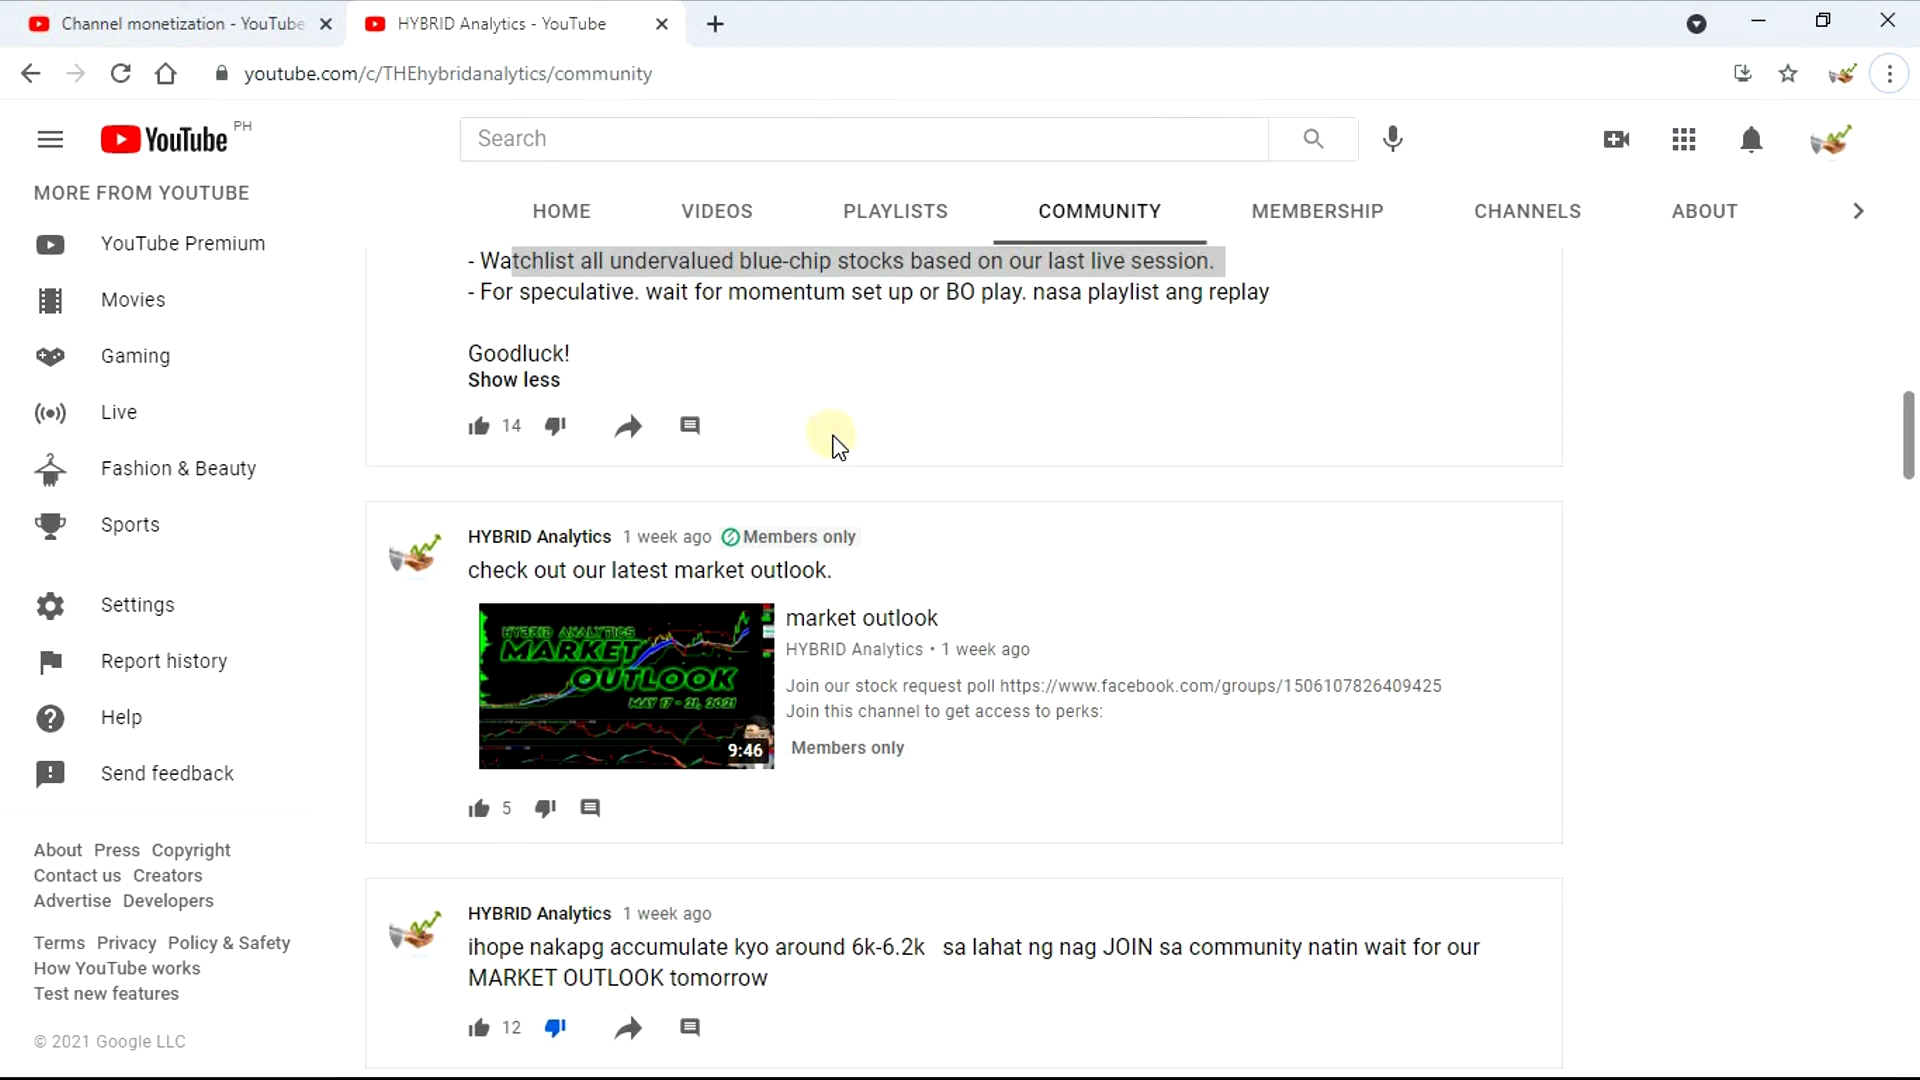 Channel monetization - YouTube
HYBRID Analytics - YouTube
youtube.com/c/THEhybridanalytics/community
YouTube PH
Search
MORE FROM YOUTUBE
YouTube Premium
Movies
Gaming
Live
Fashion & Beauty
Sports
Settings
Report history
Help
Send feedback
About Press Copyright
Contact us Creators
Advertise Developers
Terms Privacy Policy & Safety
How YouTube works
Test new features
© 2021 Google LLC
HOME VIDEOS PLAYLISTS COMMUNITY MEMBERSHIP CHANNELS ABOUT
- Watchlist all undervalued blue-chip stocks based on our last live session.
- For speculative. wait for momentum set up or BO play. nasa playlist ang replay
Goodluck!
Show less
14
HYBRID Analytics 1 week ago Members only
check out our latest market outlook.
HYBRID ANALYTICS
MARKET
OUTLOOK
MAY 17 - 21, 2021
9:46
market outlook
HYBRID Analytics • 1 week ago
Join our stock request poll https://www.facebook.com/groups/1506107826409425
Join this channel to get access to perks:
Members only
5
HYBRID Analytics 1 week ago
ihope nakapg accumulate kyo around 6k-6.2k sa lahat ng nag JOIN sa community natin wait for our
MARKET OUTLOOK tomorrow
12